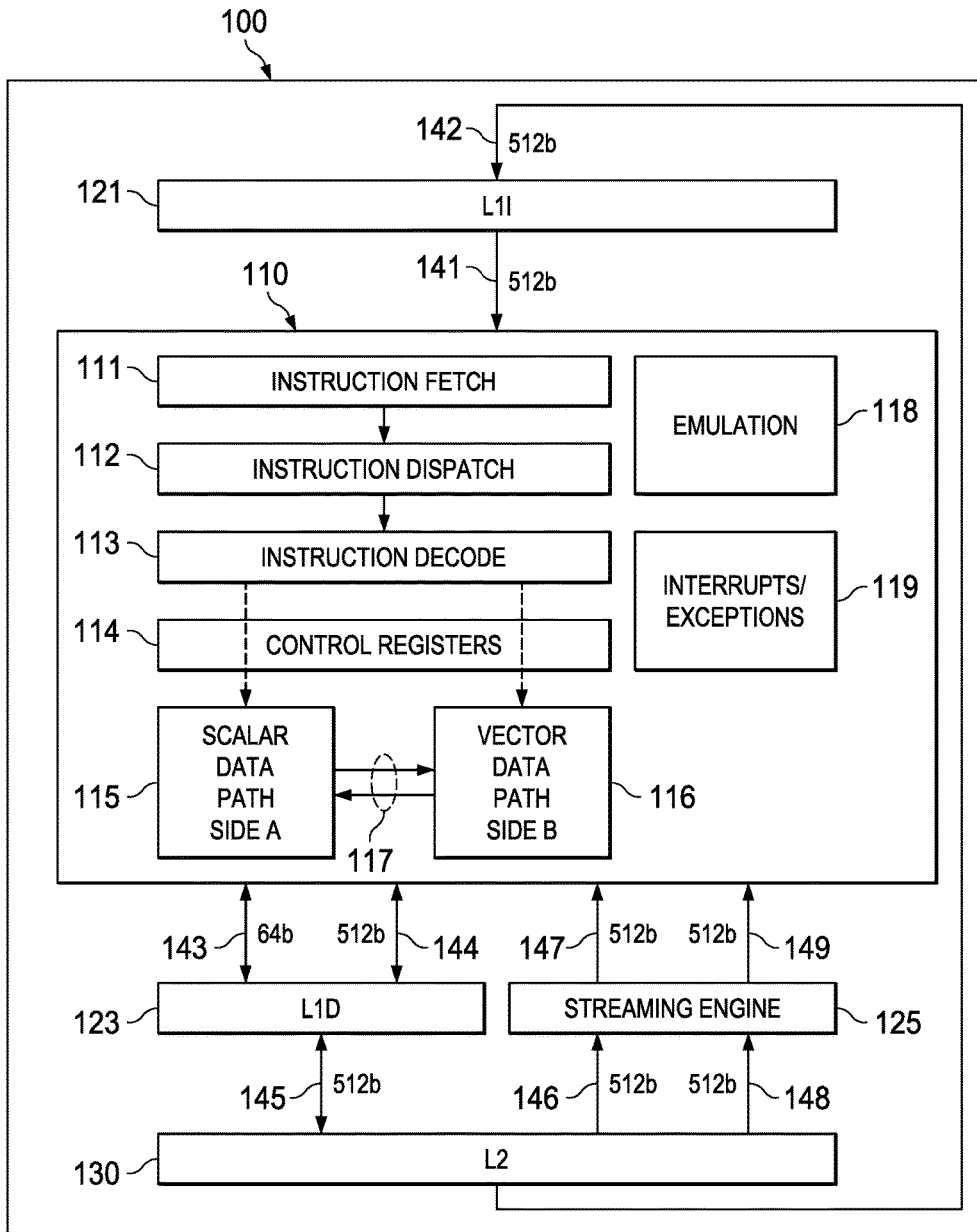 100
142
512b
121
L1I
141
512b
110
111
INSTRUCTION FETCH
EMULATION
118
112
INSTRUCTION DISPATCH
113
INSTRUCTION DECODE
INTERRUPTS/
EXCEPTIONS
119
114
CONTROL REGISTERS
SCALAR
DATA
PATH
SIDE A
115
VECTOR
DATA
PATH
SIDE B
116
117
143
64b
512b
144
147
512b
512b
149
123
L1D
STREAMING ENGINE
125
145
512b
146
512b
512b
148
130
L2